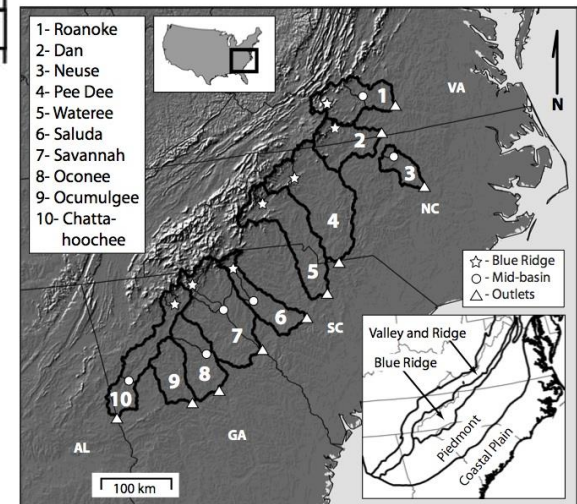 1- Roanoke
2- Dan
3- Neuse
4- Pee Dee
5- Wateree
6- Saluda
7- Savannah
8- Oconee
9- Ocumulgee
10- Chatta-
hoochee
VA
N
1
2
3
NC
4
5
6
SC
7
8
9
10
AL
GA
100 km
- Blue Ridge
- Mid-basin
- Outlets
Valley and Ridge
Blue Ridge
Piedmont
Coastal Plain